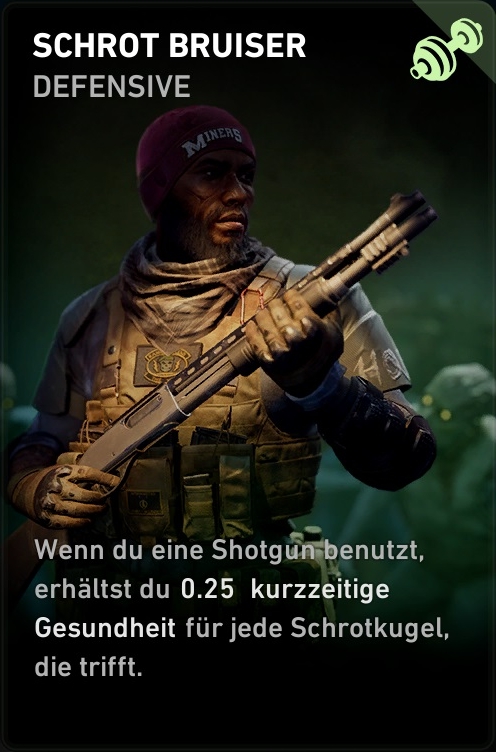 SCHROT BRUISER
DEFENSIVE
MINERS
Wenn du eine Shotgun benutzt,
erhältst du 0.25 kurzzeitige
Gesundheit für jede Schrotkugel,
die trifft.